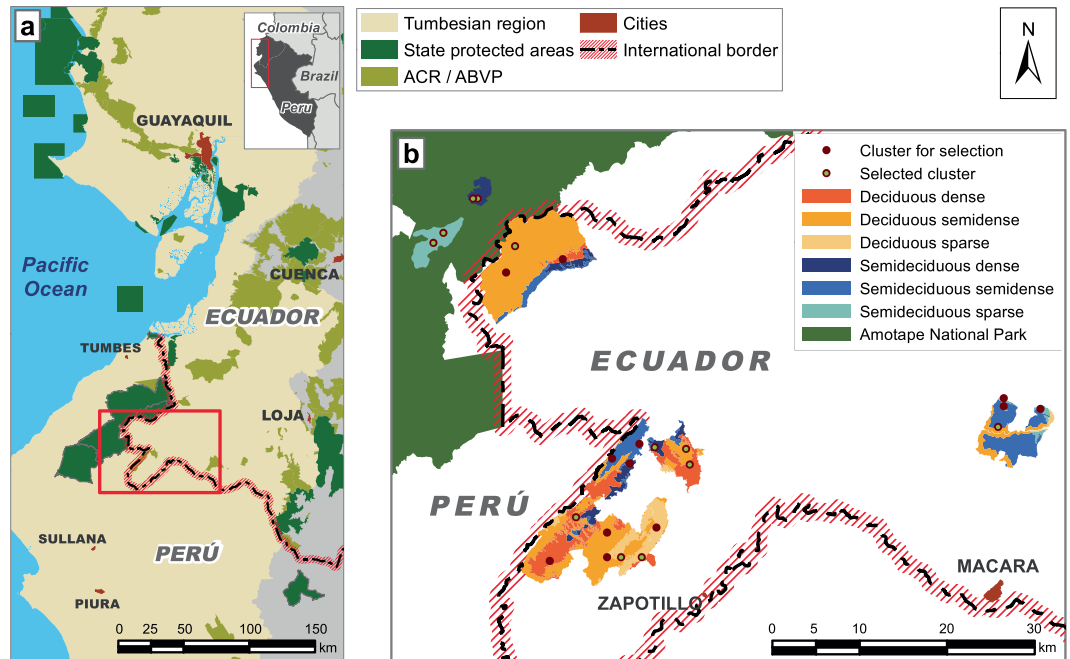 a
Colombia
Brazil
Peru
GUAYAQUIL
Pacific
Ocean
CUENCA
ECUADOR
TUMBES
LOJA
SULLANA
PERÚ
PIURA
0 50 100 150
km
Tumbesian region
State protected areas
ACR / ABVP
Cities
International border
N
b
Cluster for selection
Selected cluster
Deciduous dense
Deciduous semidense
Deciduous sparse
Semideciduous dense
Semideciduous semidense
Semideciduous sparse
Amotape National Park
ECUADOR
PERÚ
MACARA
ZAPOTILLO
0 5 10 20 30
km